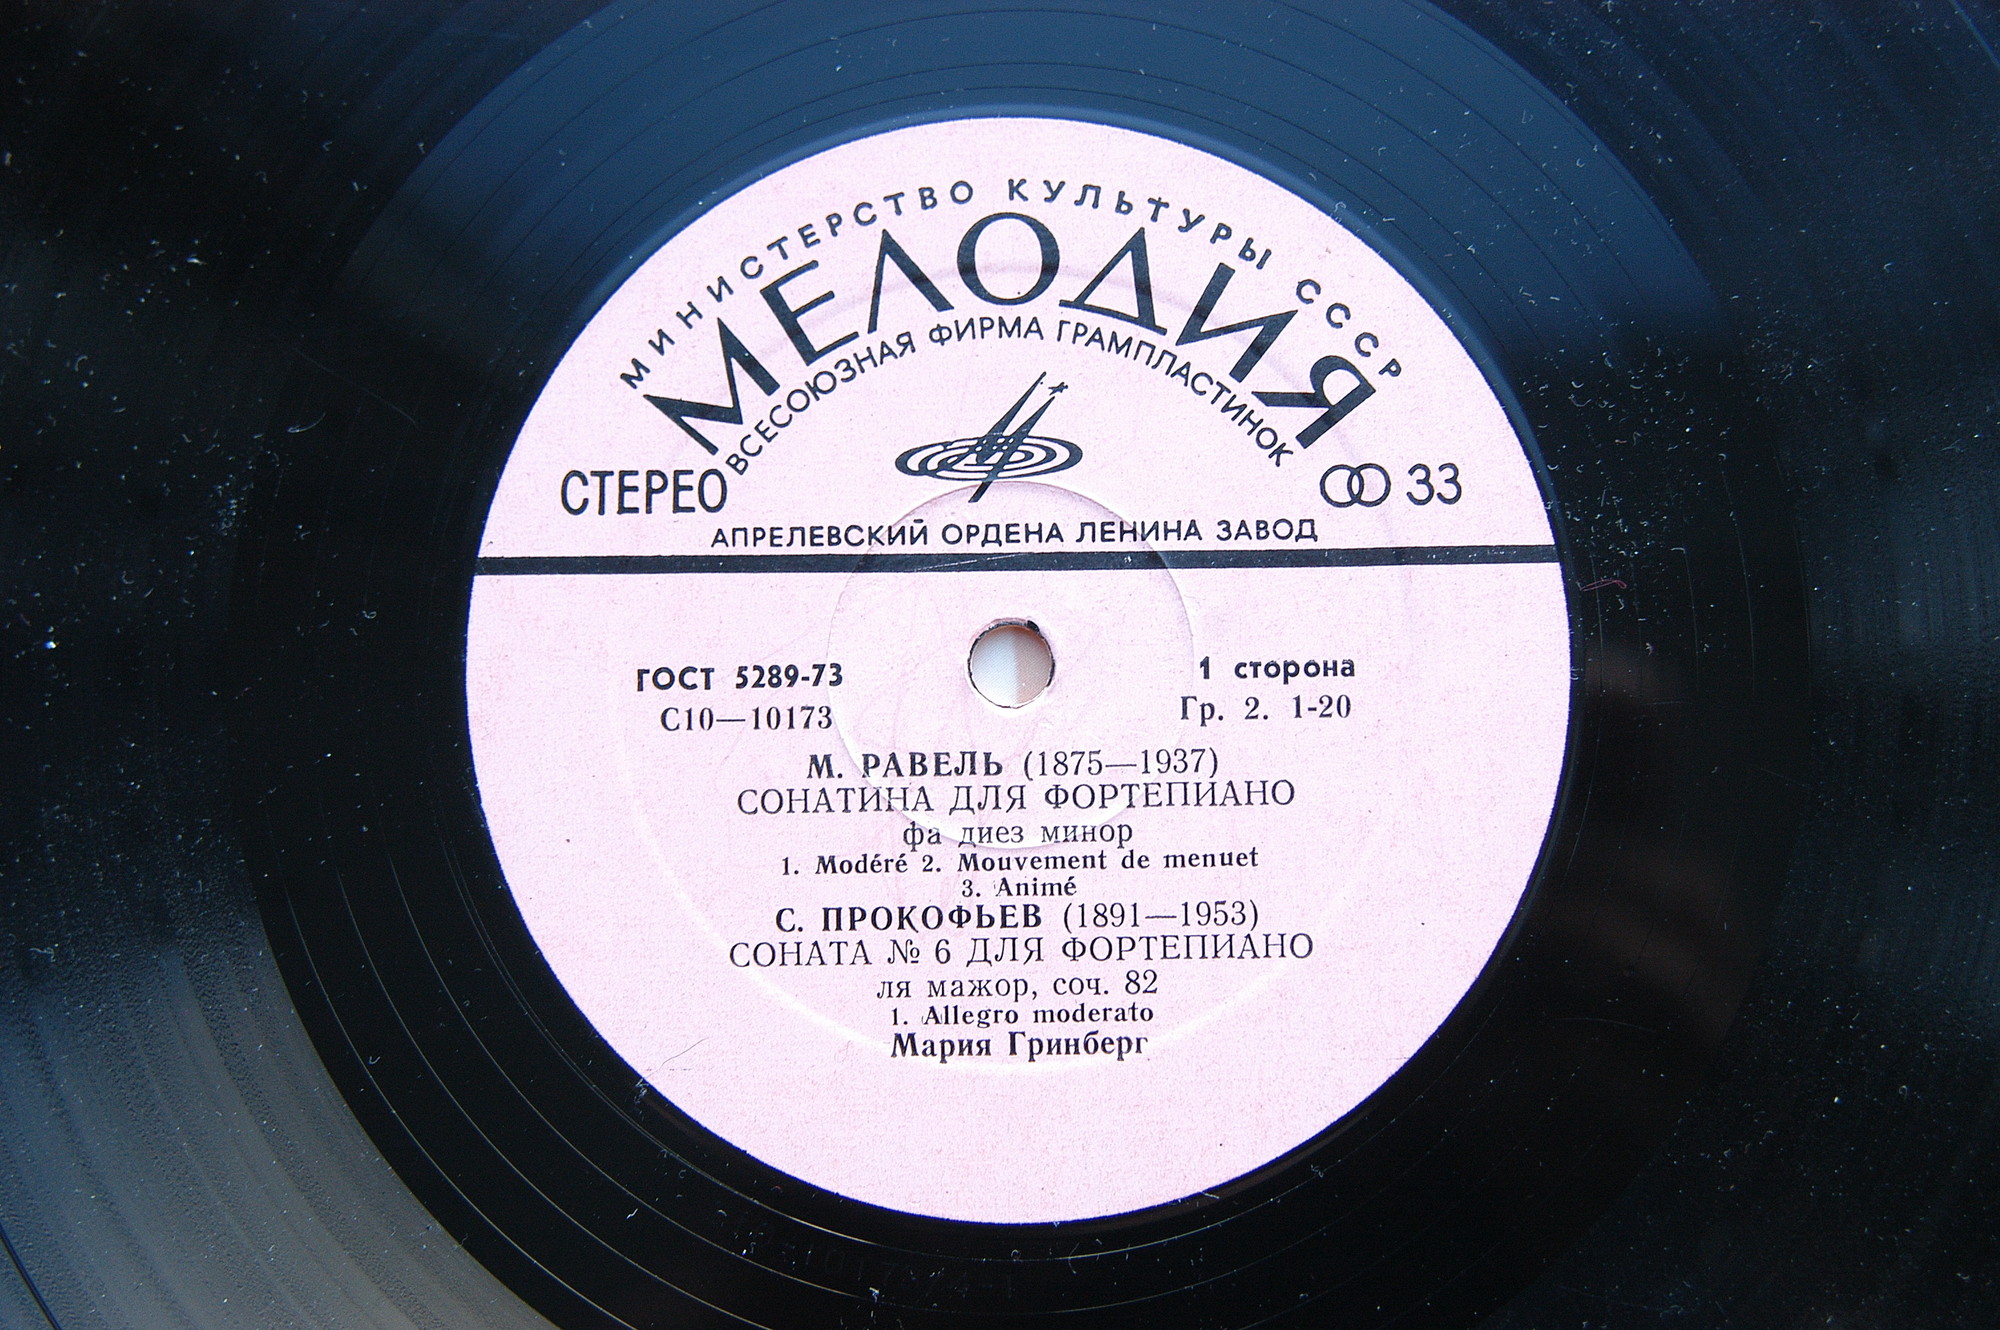 МИНИСТЕРСТВО КУЛЬТУРЫ СССР
МЕЛОДИЯ
ВСЕСОЮЗНАЯ ФИРМА ГРАМПЛАСТИНОК
СТЕРЕО
33
АПРЕЛЕВСКИЙ ОРДЕНА ЛЕНИНА ЗАВОД
ГОСТ 5289-73
1 сторона
С10—10173
Гр. 2. 1-20
М. РАВЕЛЬ (1875—1937)
СОНАТИНА ДЛЯ ФОРТЕПИАНО
фа диез минор
1. Modéré 2. Mouvement de menuet
3. Animé
С. ПРОКОФЬЕВ (1891—1953)
СОНАТА № 6 ДЛЯ ФОРТЕПИАНО
ля мажор, соч. 82
1. Allegro moderato
Мария Гринберг